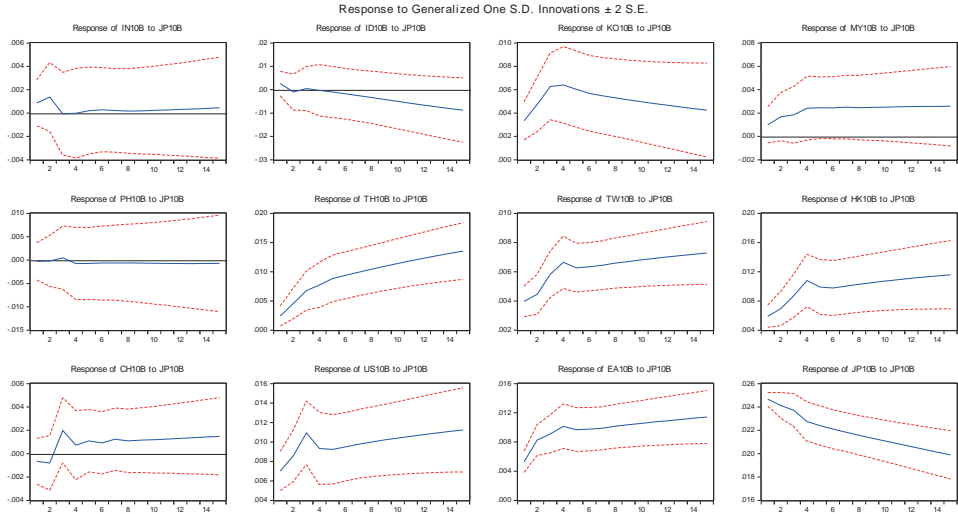 Response to Generalized One S.D. Innovations ± 2 S.E.
Response of IN10B to JP10B
.006
.004
.002
.000
-.002
-.004
2 4 6 8 10 12 14
Response of ID10B to JP10B
.02
.01
.00
-.01
-.02
-.03
2 4 6 8 10 12 14
Response of KO10B to JP10B
.010
.008
.006
.004
.002
.000
2 4 6 8 10 12 14
Response of MY10B to JP10B
.008
.006
.004
.002
.000
-.002
2 4 6 8 10 12 14
Response of PH10B to JP10B
.010
.005
.000
-.005
-.010
-.015
2 4 6 8 10 12 14
Response of TH10B to JP10B
.020
.015
.010
.005
.000
2 4 6 8 10 12 14
Response of TW10B to JP10B
.010
.008
.006
.004
.002
2 4 6 8 10 12 14
Response of HK10B to JP10B
.020
.016
.012
.008
.004
2 4 6 8 10 12 14
Response of CH10B to JP10B
.006
.004
.002
.000
-.002
-.004
2 4 6 8 10 12 14
Response of US10B to JP10B
.016
.014
.012
.010
.008
.006
.004
2 4 6 8 10 12 14
Response of EA10B to JP10B
.016
.012
.008
.004
.000
2 4 6 8 10 12 14
Response of JP10B to JP10B
.026
.024
.022
.020
.018
.016
2 4 6 8 10 12 14